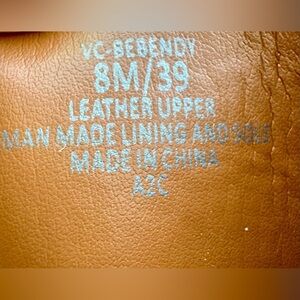 VC-BEBENDY
8M/39
LEATHER UPPER
MAN MADE LINING AND SOLE
MADE IN CHINA
A2C